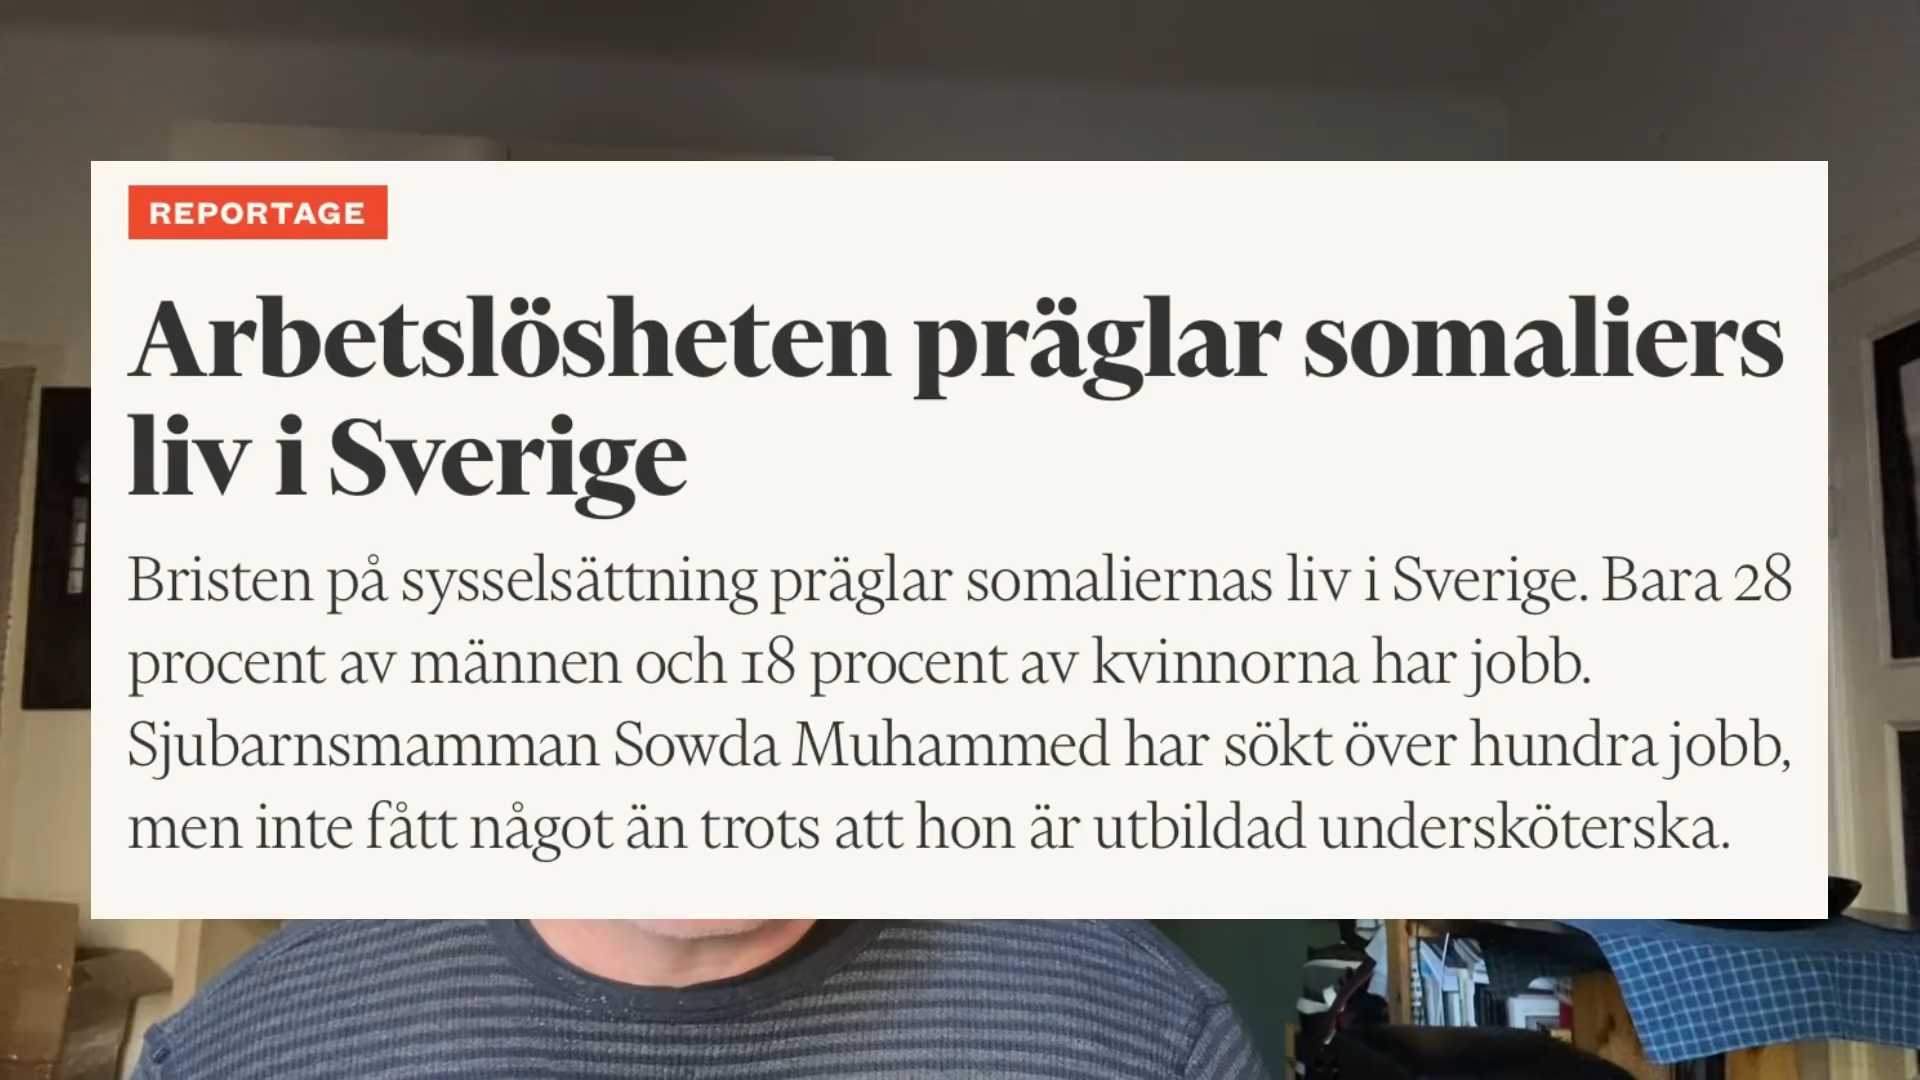 REPORTAGE
Arbetslösheten präglar somaliers
liv i Sverige
Bristen på sysselsättning präglar somaliernas liv i Sverige. Bara 28
procent av männen och 18 procent av kvinnorna har jobb.
Sjubarnsmamman Sowda Muhammed har sökt över hundra jobb,
men inte fått något än trots att hon är utbildad undersköterska.